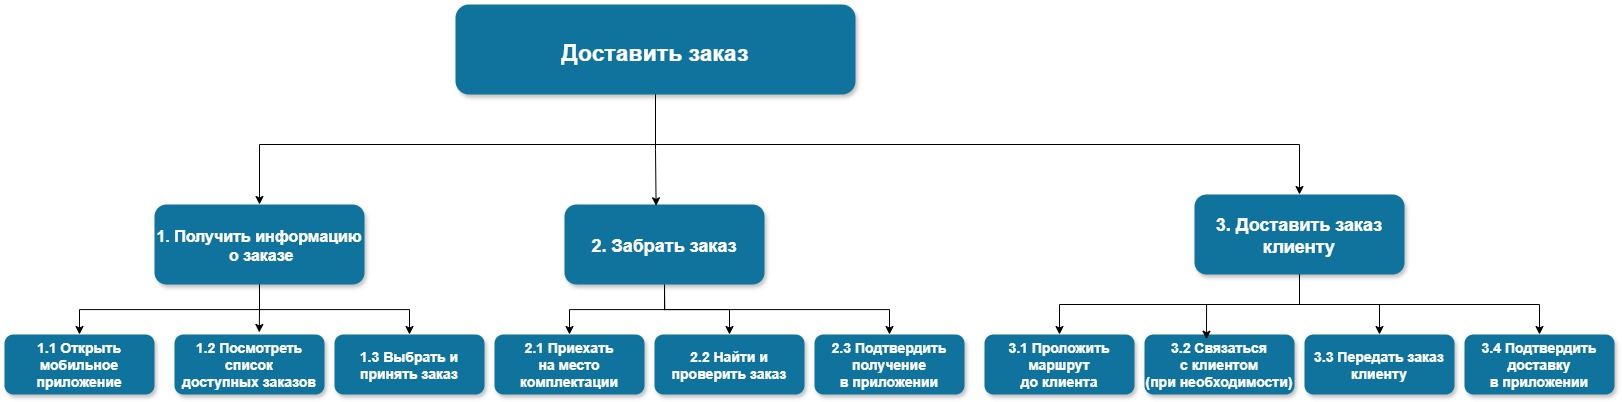 Доставить заказ
1. Получить информацию
о заказе
2. Забрать заказ
3. Доставить заказ
клиенту
1.1 Открыть
мобильное
приложение
1.2 Посмотреть
список
доступных заказов
1.3 Выбрать и
принять заказ
2.1 Приехать
на место
комплектации
2.2 Найти и
проверить заказ
2.3 Подтвердить
получение
в приложении
3.1 Проложить
маршрут
до клиента
3.2 Связаться
с клиентом
(при необходимости)
3.3 Передать заказ
клиенту
3.4 Подтвердить
доставку
в приложении